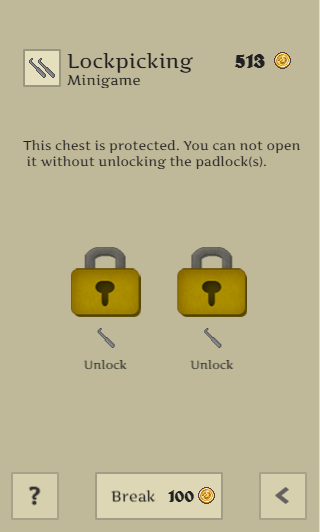 Lockpicking
513
Minigame
This chest is protected. You can not open
it without unlocking the padlock(s).
Unlock
Unlock
?
Break 100
<